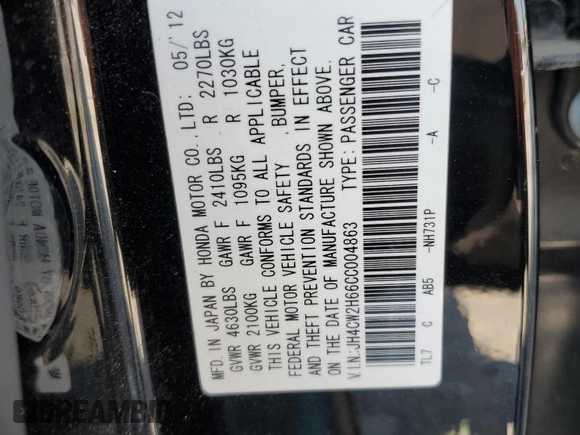 MFD. IN JAPAN BY HONDA MOTOR CO., LTD. 05/'12
GVWR 4630LBS GAWR F 2410LBS R 2270LBS
GVWR 2100KG GAWR F 1095KG R 1030KG
THIS VEHICLE CONFORMS TO ALL APPLICABLE
FEDERAL MOTOR VEHICLE SAFETY , BUMPER,
AND THEFT PREVENTION STANDARDS IN EFFECT
ON THE DATE OF MANUFACTURE SHOWN ABOVE.
V.I.N.:JH4CW2H66CC004863 TYPE: PASSENGER CAR
TL7 C AB5 -NH731P -A -C
DREAMBID